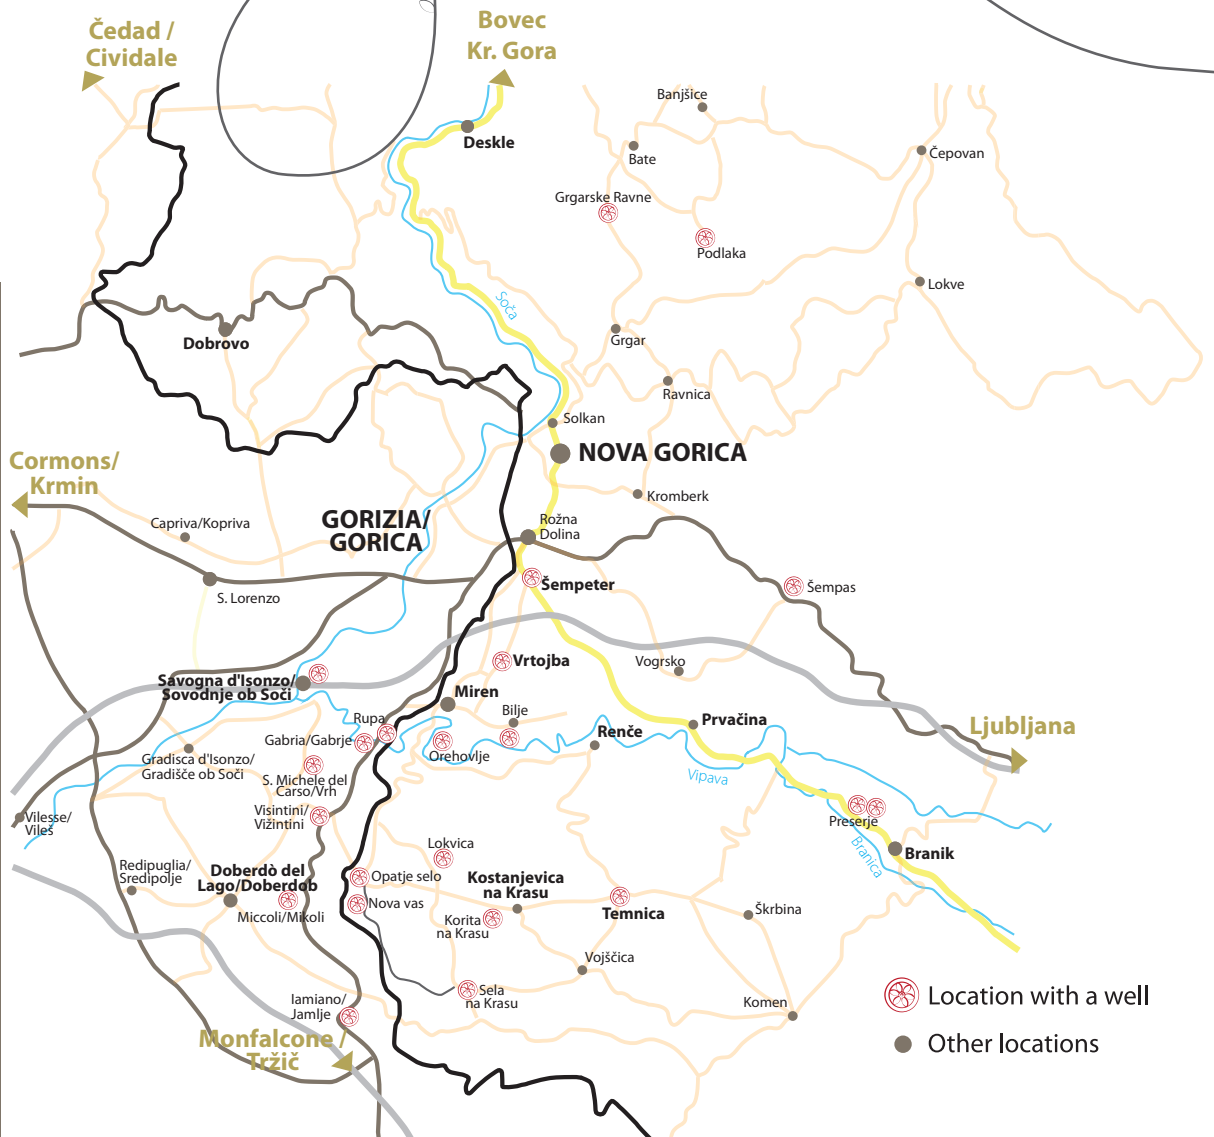 Čedad /
Cividale
Bovec
Kr. Gora
Banjšice
Deskle
Bate
Čepovan
Grgarske Ravne
Podlaka
Lokve
Soča
Dobrovo
Grgar
Ravnica
Solkan
NOVA GORICA
Cormons/
Krmin
Kromberk
Capriva/Kopriva
GORIZIA/
GORICA
Rožna
Dolina
S. Lorenzo
Šempeter
Šempas
Vrtojba
Vogrsko
Savogna d'Isonzo/
Sovodnje ob Soči
Miren
Bilje
Rupa
Renče
Prvačina
Ljubljana
Gabria/Gabrje
Orehovlje
Gradisca d'Isonzo/
Gradišče ob Soči
S. Michele del
Carso/Vrh
Vipava
Visintini/
Vižintini
Vilesse/
Vileš
Preserje
Branica
Lokvica
Branik
Redipuglia/
Sredipolje
Doberdò del
Lago/Doberdob
Opatje selo
Kostanjevica
na Krasu
Nova vas
Miccoli/Mikoli
Korita
na Krasu
Temnica
Škrbina
Vojščica
Sela
na Krasu
Iamiano/
Jamlje
Komen
Monfalcone /
Tržič
Location with a well
Other locations